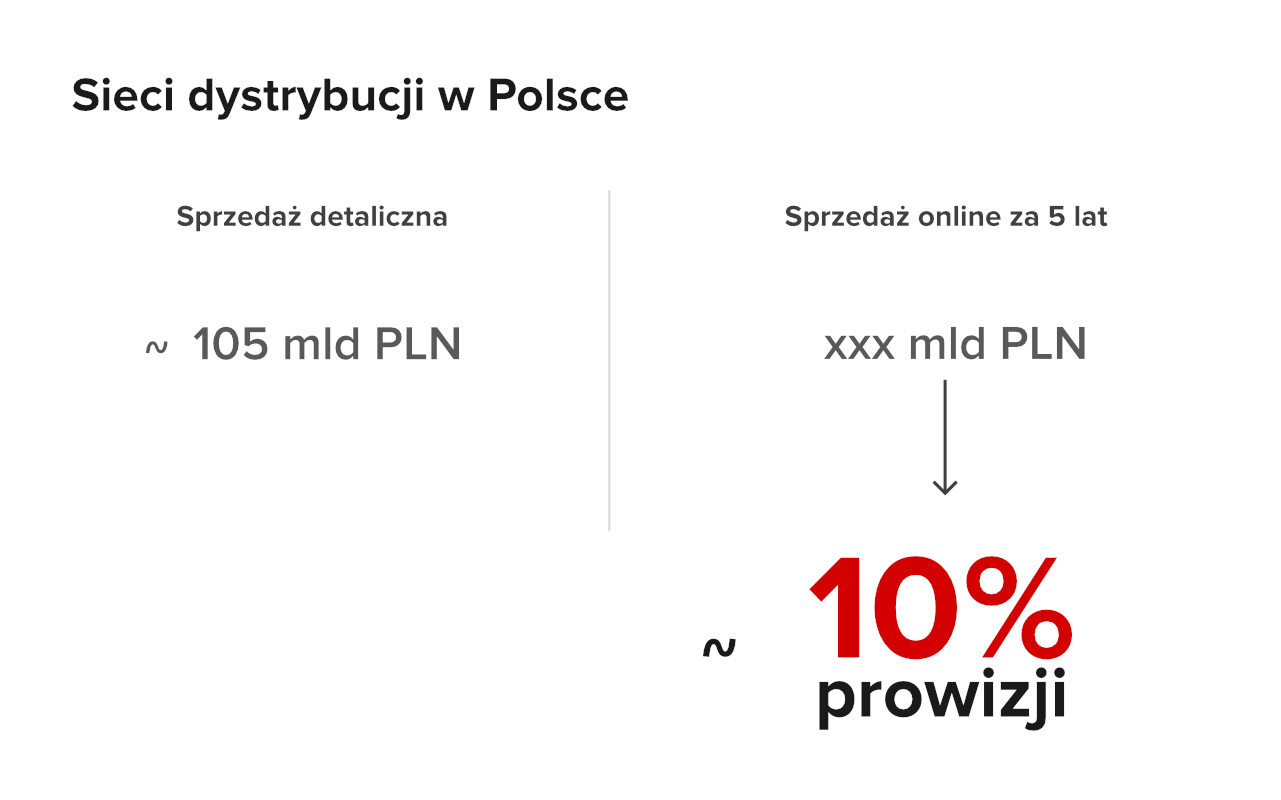 Sieci dystrybucji w Polsce
Sprzedaż detaliczna
~ 105 mld PLN
Sprzedaż online za 5 lat
xxx mld PLN
~ 10%
prowizji